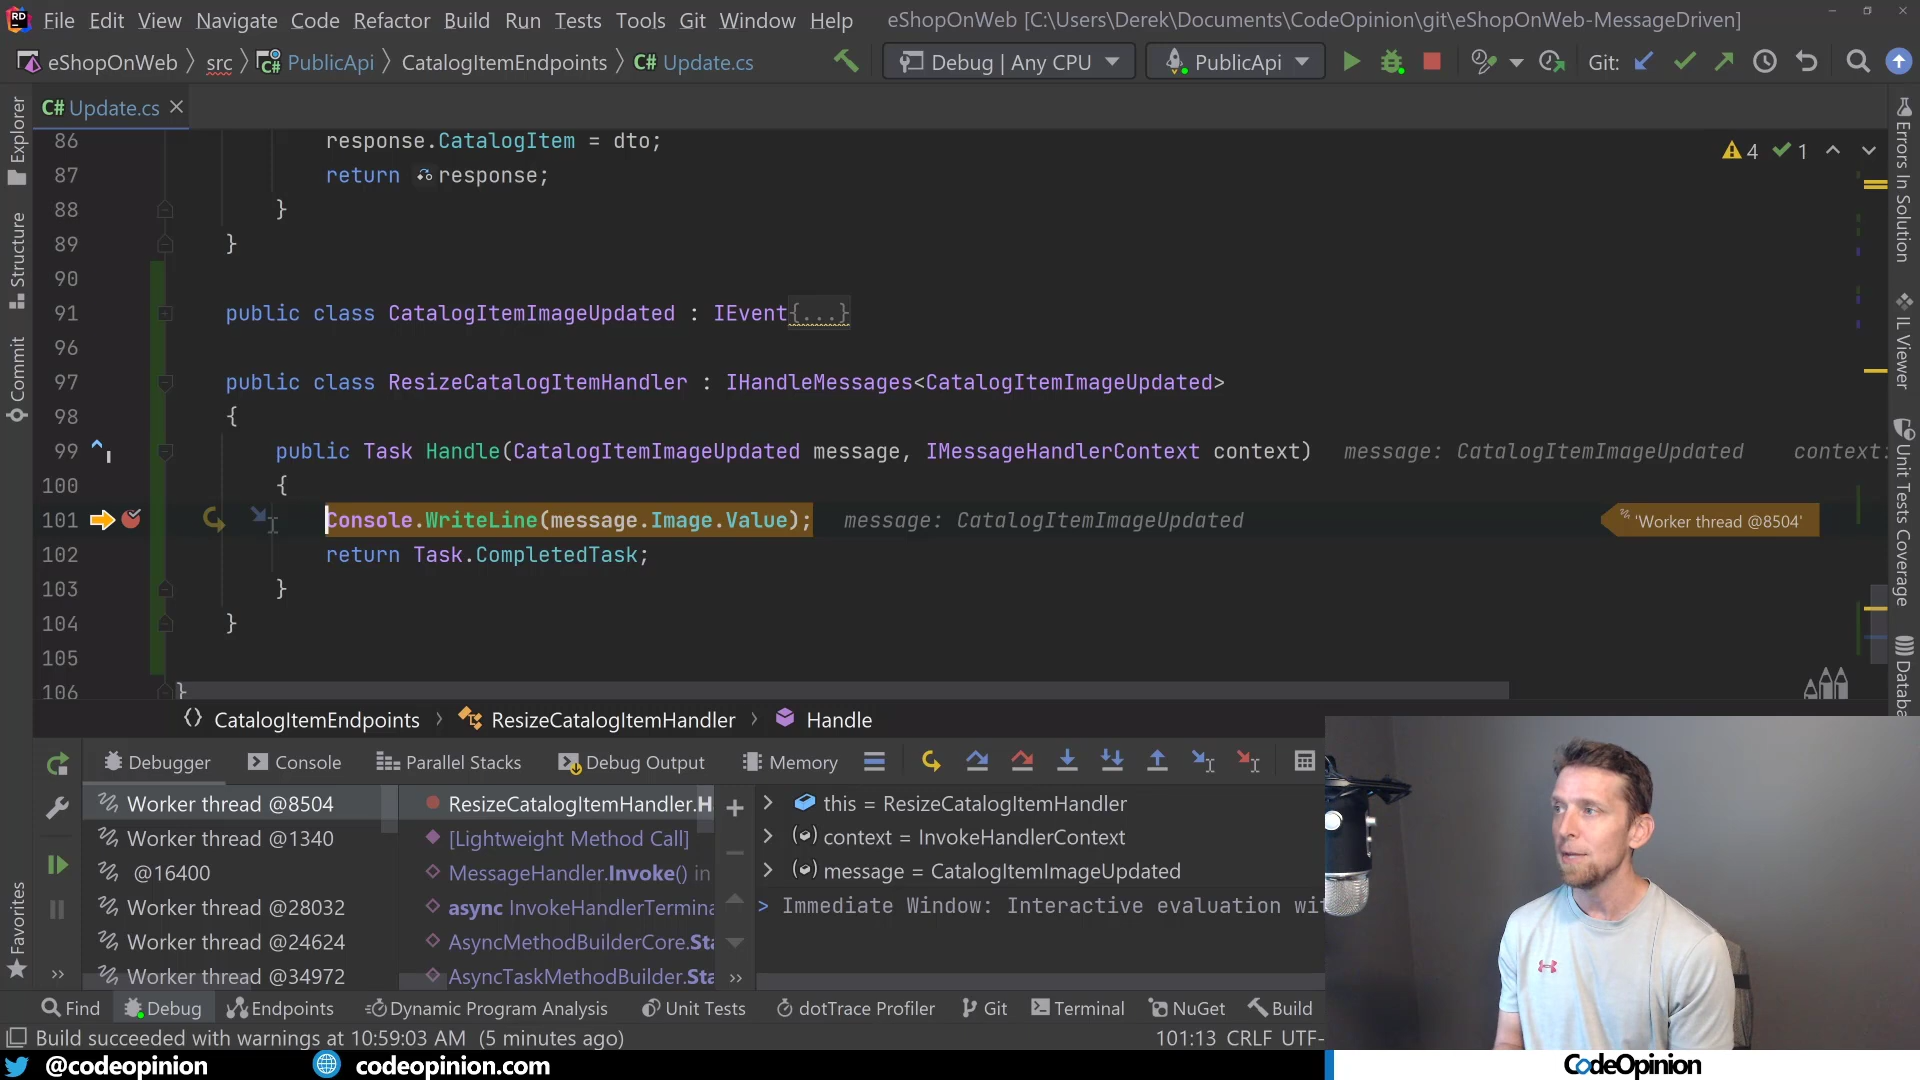 File Edit View Navigate Code Refactor Build Run Tests Tools Git Window Help eShopOnWeb [C:\Users\Derek\Documents\CodeOpinion\git\eShopOnWeb-MessageDriven]
eShopOnWeb src PublicApi CatalogItemEndpoints C# Update.cs Debug | Any CPU PublicApi Git:
C# Update.cs
86 response.CatalogItem = dto;
4 1
87 return response;
88 }
89 }
90
91 public class CatalogItemImageUpdated : IEvent{...}
96
97 public class ResizeCatalogItemHandler : IHandleMessages<CatalogItemImageUpdated>
98 {
99 public Task Handle(CatalogItemImageUpdated message, IMessageHandlerContext context) message: CatalogItemImageUpdated context:
100 {
101 Console.WriteLine(message.Image.Value); message: CatalogItemImageUpdated 'Worker thread @8504'
102 return Task.CompletedTask;
103 }
104 }
105
106 }
Explorer
Structure
Commit
Favorites
Errors In Solution
IL Viewer
Unit Tests Coverage
Databa
CatalogItemEndpoints ResizeCatalogItemHandler Handle
Debugger Console Parallel Stacks Debug Output Memory
Worker thread @8504
Worker thread @1340
@16400
Worker thread @28032
Worker thread @24624
Worker thread @34972
ResizeCatalogItemHandler.H
[Lightweight Method Call]
MessageHandler.Invoke() in
async InvokeHandlerTermina
AsyncMethodBuilderCore.Sta
AsyncTaskMethodBuilder.Sta
this = ResizeCatalogItemHandler
context = InvokeHandlerContext
message = CatalogItemImageUpdated
> Immediate Window: Interactive evaluation wit
Find Debug Endpoints Dynamic Program Analysis Unit Tests dotTrace Profiler Git Terminal NuGet Build
Build succeeded with warnings at 10:59:03 AM (5 minutes ago) 101:13 CRLF UTF-
@codeopinion codeopinion.com CodeOpinion